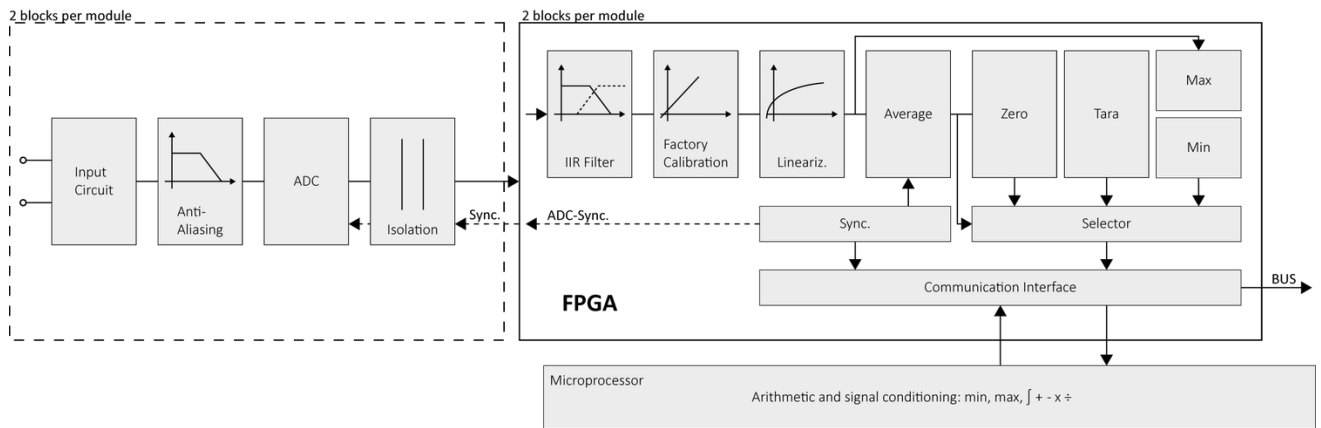 2 blocks per module
2 blocks per module
Input
Circuit
Anti-
Aliasing
ADC
Isolation
Sync.
ADC-Sync.
IIR Filter
Factory
Calibration
Lineariz.
Average
Zero
Tara
Max
Min
Sync.
Selector
Communication Interface
FPGA
BUS
Microprocessor
Arithmetic and signal conditioning: min, max, ∫ + - x ÷